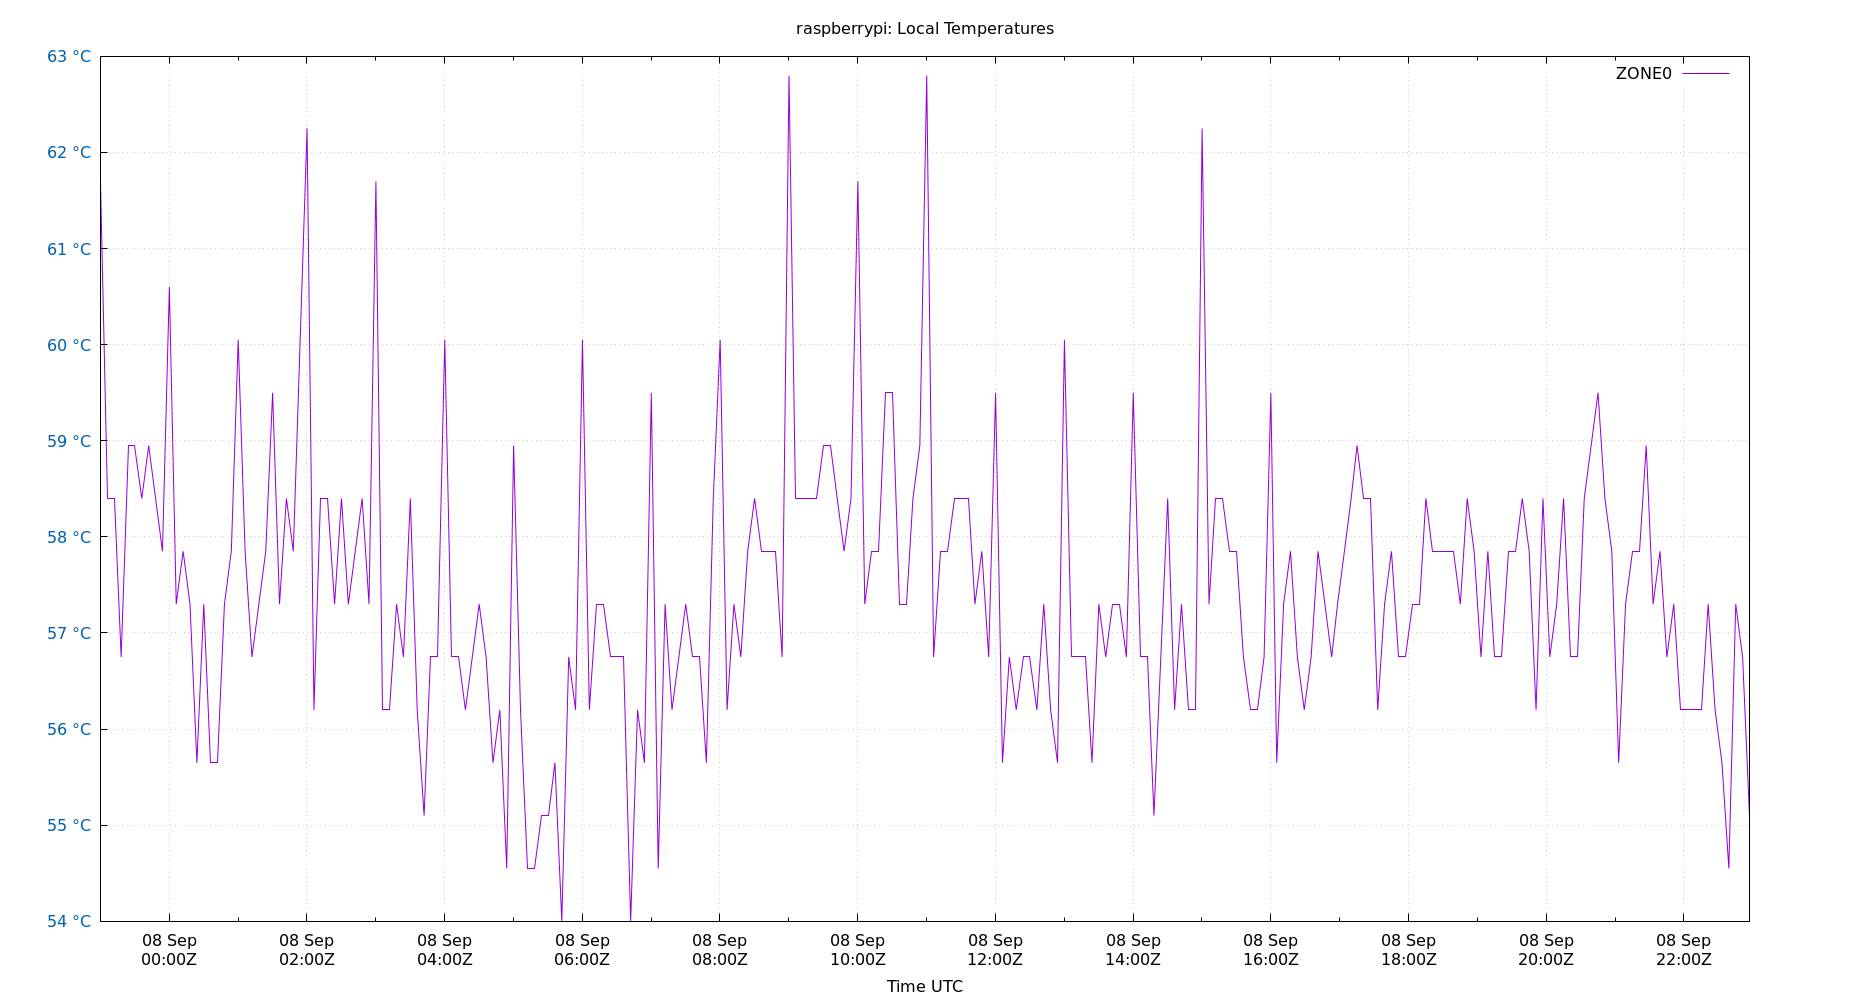 raspberrypi: Local Temperatures
63 °C
62 °C
61 °C
60 °C
59 °C
58 °C
57 °C
56 °C
55 °C
54 °C
ZONE0
08 Sep 08 Sep 08 Sep 08 Sep 08 Sep 08 Sep 08 Sep 08 Sep 08 Sep 08 Sep 08 Sep 08 Sep
00:00Z 02:00Z 04:00Z 06:00Z 08:00Z 10:00Z 12:00Z 14:00Z 16:00Z 18:00Z 20:00Z 22:00Z
Time UTC